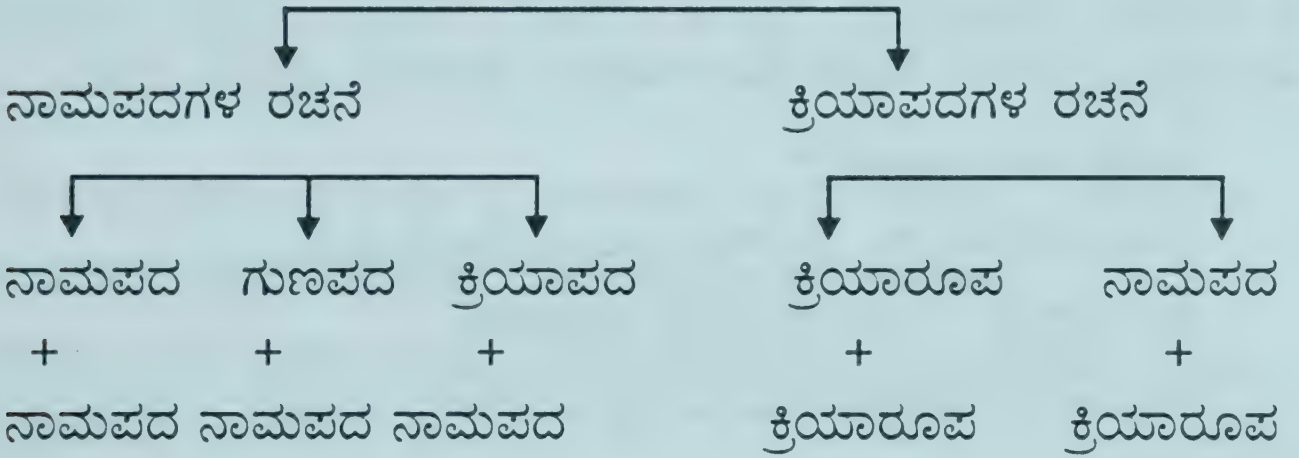 ನಾಮಪದಗಳ ರಚನೆ ಕ್ರಿಯಾಪದಗಳ ರಚನೆ
ನಾಮಪದ ಗುಣಪದ ಕ್ರಿಯಾಪದ ಕ್ರಿಯಾರೂಪ ನಾಮಪದ
+ + + + +
ನಾಮಪದ ನಾಮಪದ ನಾಮಪದ ಕ್ರಿಯಾರೂಪ ಕ್ರಿಯಾರೂಪ